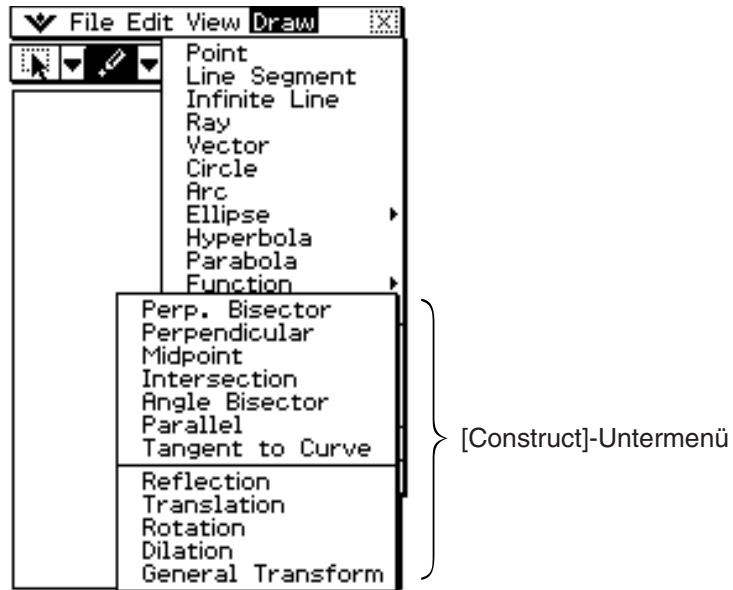 File Edit View Draw
Point
Line Segment
Infinite Line
Ray
Vector
Circle
Arc
Ellipse
Hyperbola
Parabola
Function
Perp. Bisector
Perpendicular
Midpoint
Intersection
Angle Bisector
Parallel
Tangent to Curve
[Construct]-Untermenü
Reflection
Translation
Rotation
Dilation
General Transform